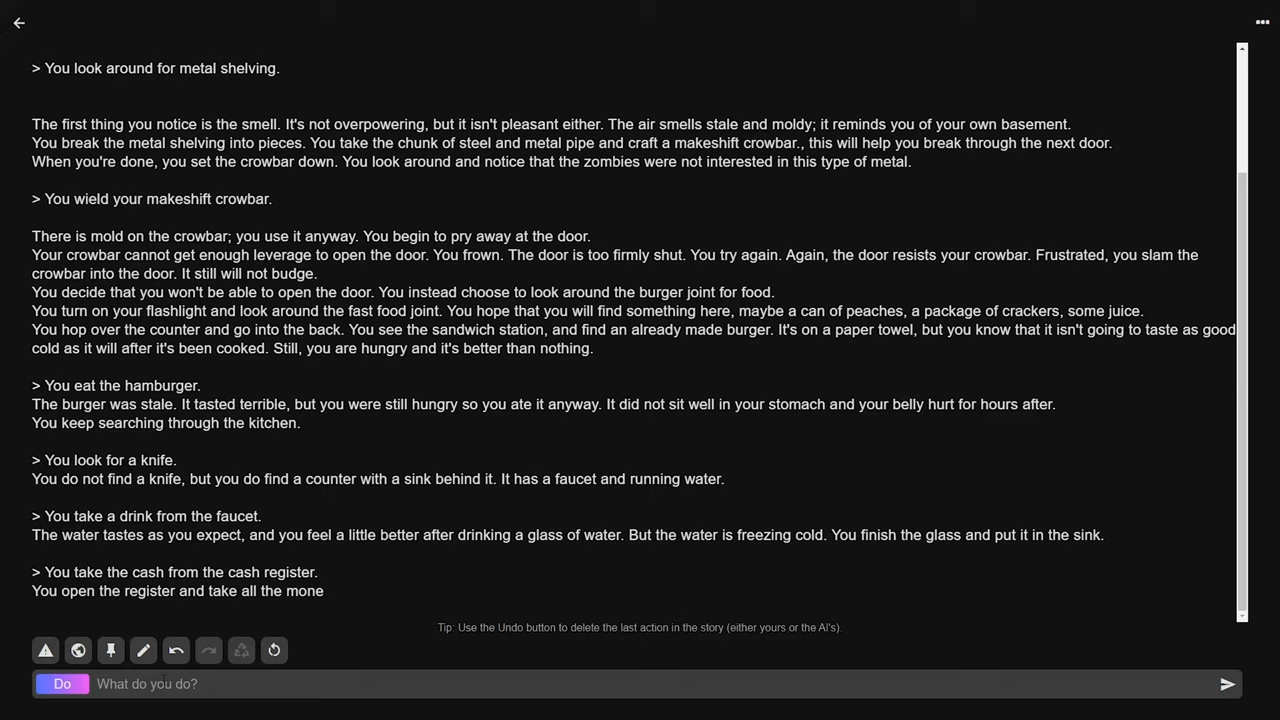 > You look around for metal shelving.
The first thing you notice is the smell. It's not overpowering, but it isn't pleasant either. The air smells stale and moldy; it reminds you of your own basement.
You break the metal shelving into pieces. You take the chunk of steel and metal pipe and craft a makeshift crowbar., this will help you break through the next door.
When you're done, you set the crowbar down. You look around and notice that the zombies were not interested in this type of metal.
> You wield your makeshift crowbar.
There is mold on the crowbar; you use it anyway. You begin to pry away at the door.
Your crowbar cannot get enough leverage to open the door. You frown. The door is too firmly shut. You try again. Again, the door resists your crowbar. Frustrated, you slam the
crowbar into the door. It still will not budge.
You decide that you won't be able to open the door. You instead choose to look around the burger joint for food.
You turn on your flashlight and look around the fast food joint. You hope that you will find something here, maybe a can of peaches, a package of crackers, some juice.
You hop over the counter and go into the back. You see the sandwich station, and find an already made burger. It's on a paper towel, but you know that it isn't going to taste as good
cold as it will after it's been cooked. Still, you are hungry and it's better than nothing.
> You eat the hamburger.
The burger was stale. It tasted terrible, but you were still hungry so you ate it anyway. It did not sit well in your stomach and your belly hurt for hours after.
You keep searching through the kitchen.
> You look for a knife.
You do not find a knife, but you do find a counter with a sink behind it. It has a faucet and running water.
> You take a drink from the faucet.
The water tastes as you expect, and you feel a little better after drinking a glass of water. But the water is freezing cold. You finish the glass and put it in the sink.
> You take the cash from the cash register.
You open the register and take all the mone
Tip: Use the Undo button to delete the last action in the story (either yours or the AI's).
Do What do you do?